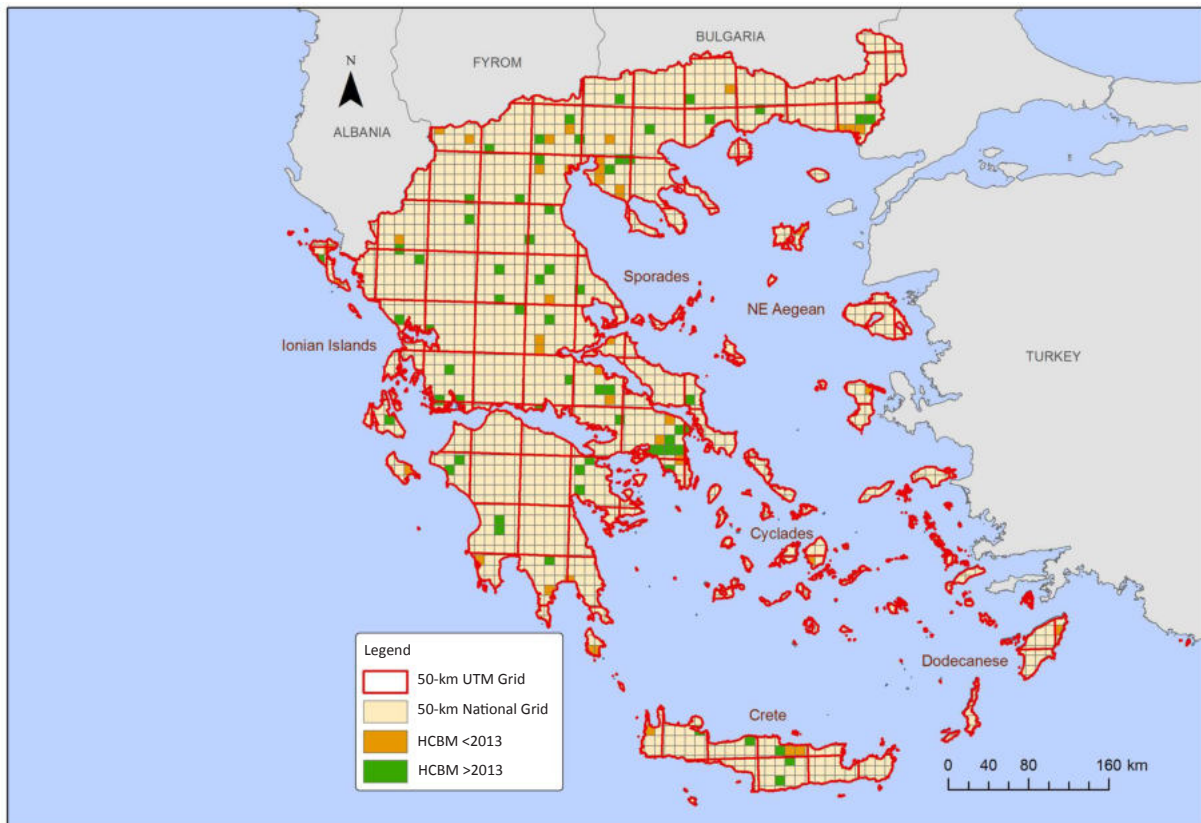 BULGARIA
FYROM
N
ALBANIA
Sporades
NE Aegean
Ionian Islands
TURKEY
Cyclades
Dodecanese
Crete
Legend
50-km UTM Grid
50-km National Grid
HCBM <2013
HCBM >2013
0 40 80 160 km